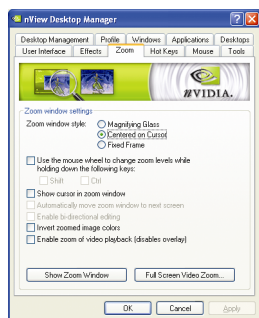 nView Desktop Manager
Desktop Management Profile Windows Applications Desktops
User Interface Effects Zoom Hot Keys Mouse Tools
NVIDIA.
Zoom window settings
Zoom window style:
Magnifying Glass
Centered on Cursor
Fixed Frame
Use the mouse wheel to change zoom levels while
holding down the following keys:
Shift Ctrl
Show cursor in zoom window
Automatically move zoom window to next screen
Enable bi-directional editing
Invert zoomed image colors
Enable zoom of video playback (disables overlay)
Show Zoom Window Full Screen Video Zoom...
OK Cancel Apply